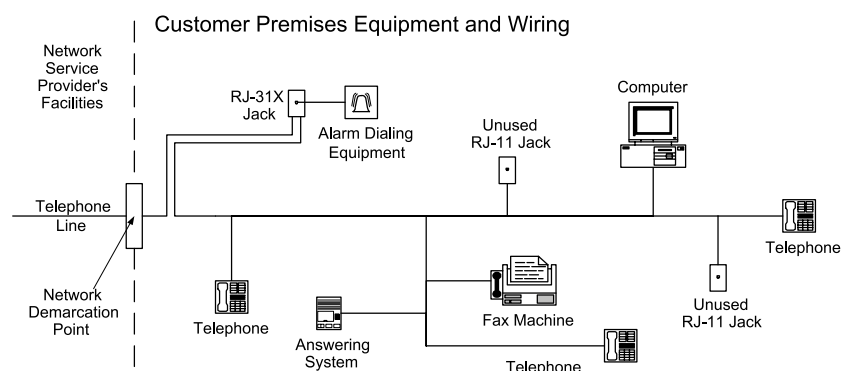 Customer Premises Equipment and Wiring
Network
Service
Provider's
Facilities
RJ-31X
Jack
Alarm Dialing
Equipment
Unused
RJ-11 Jack
Computer
Telephone
Line
Telephone
Network
Demarcation
Point
Telephone
Answering
System
Fax Machine
Telephone
Unused
RJ-11 Jack